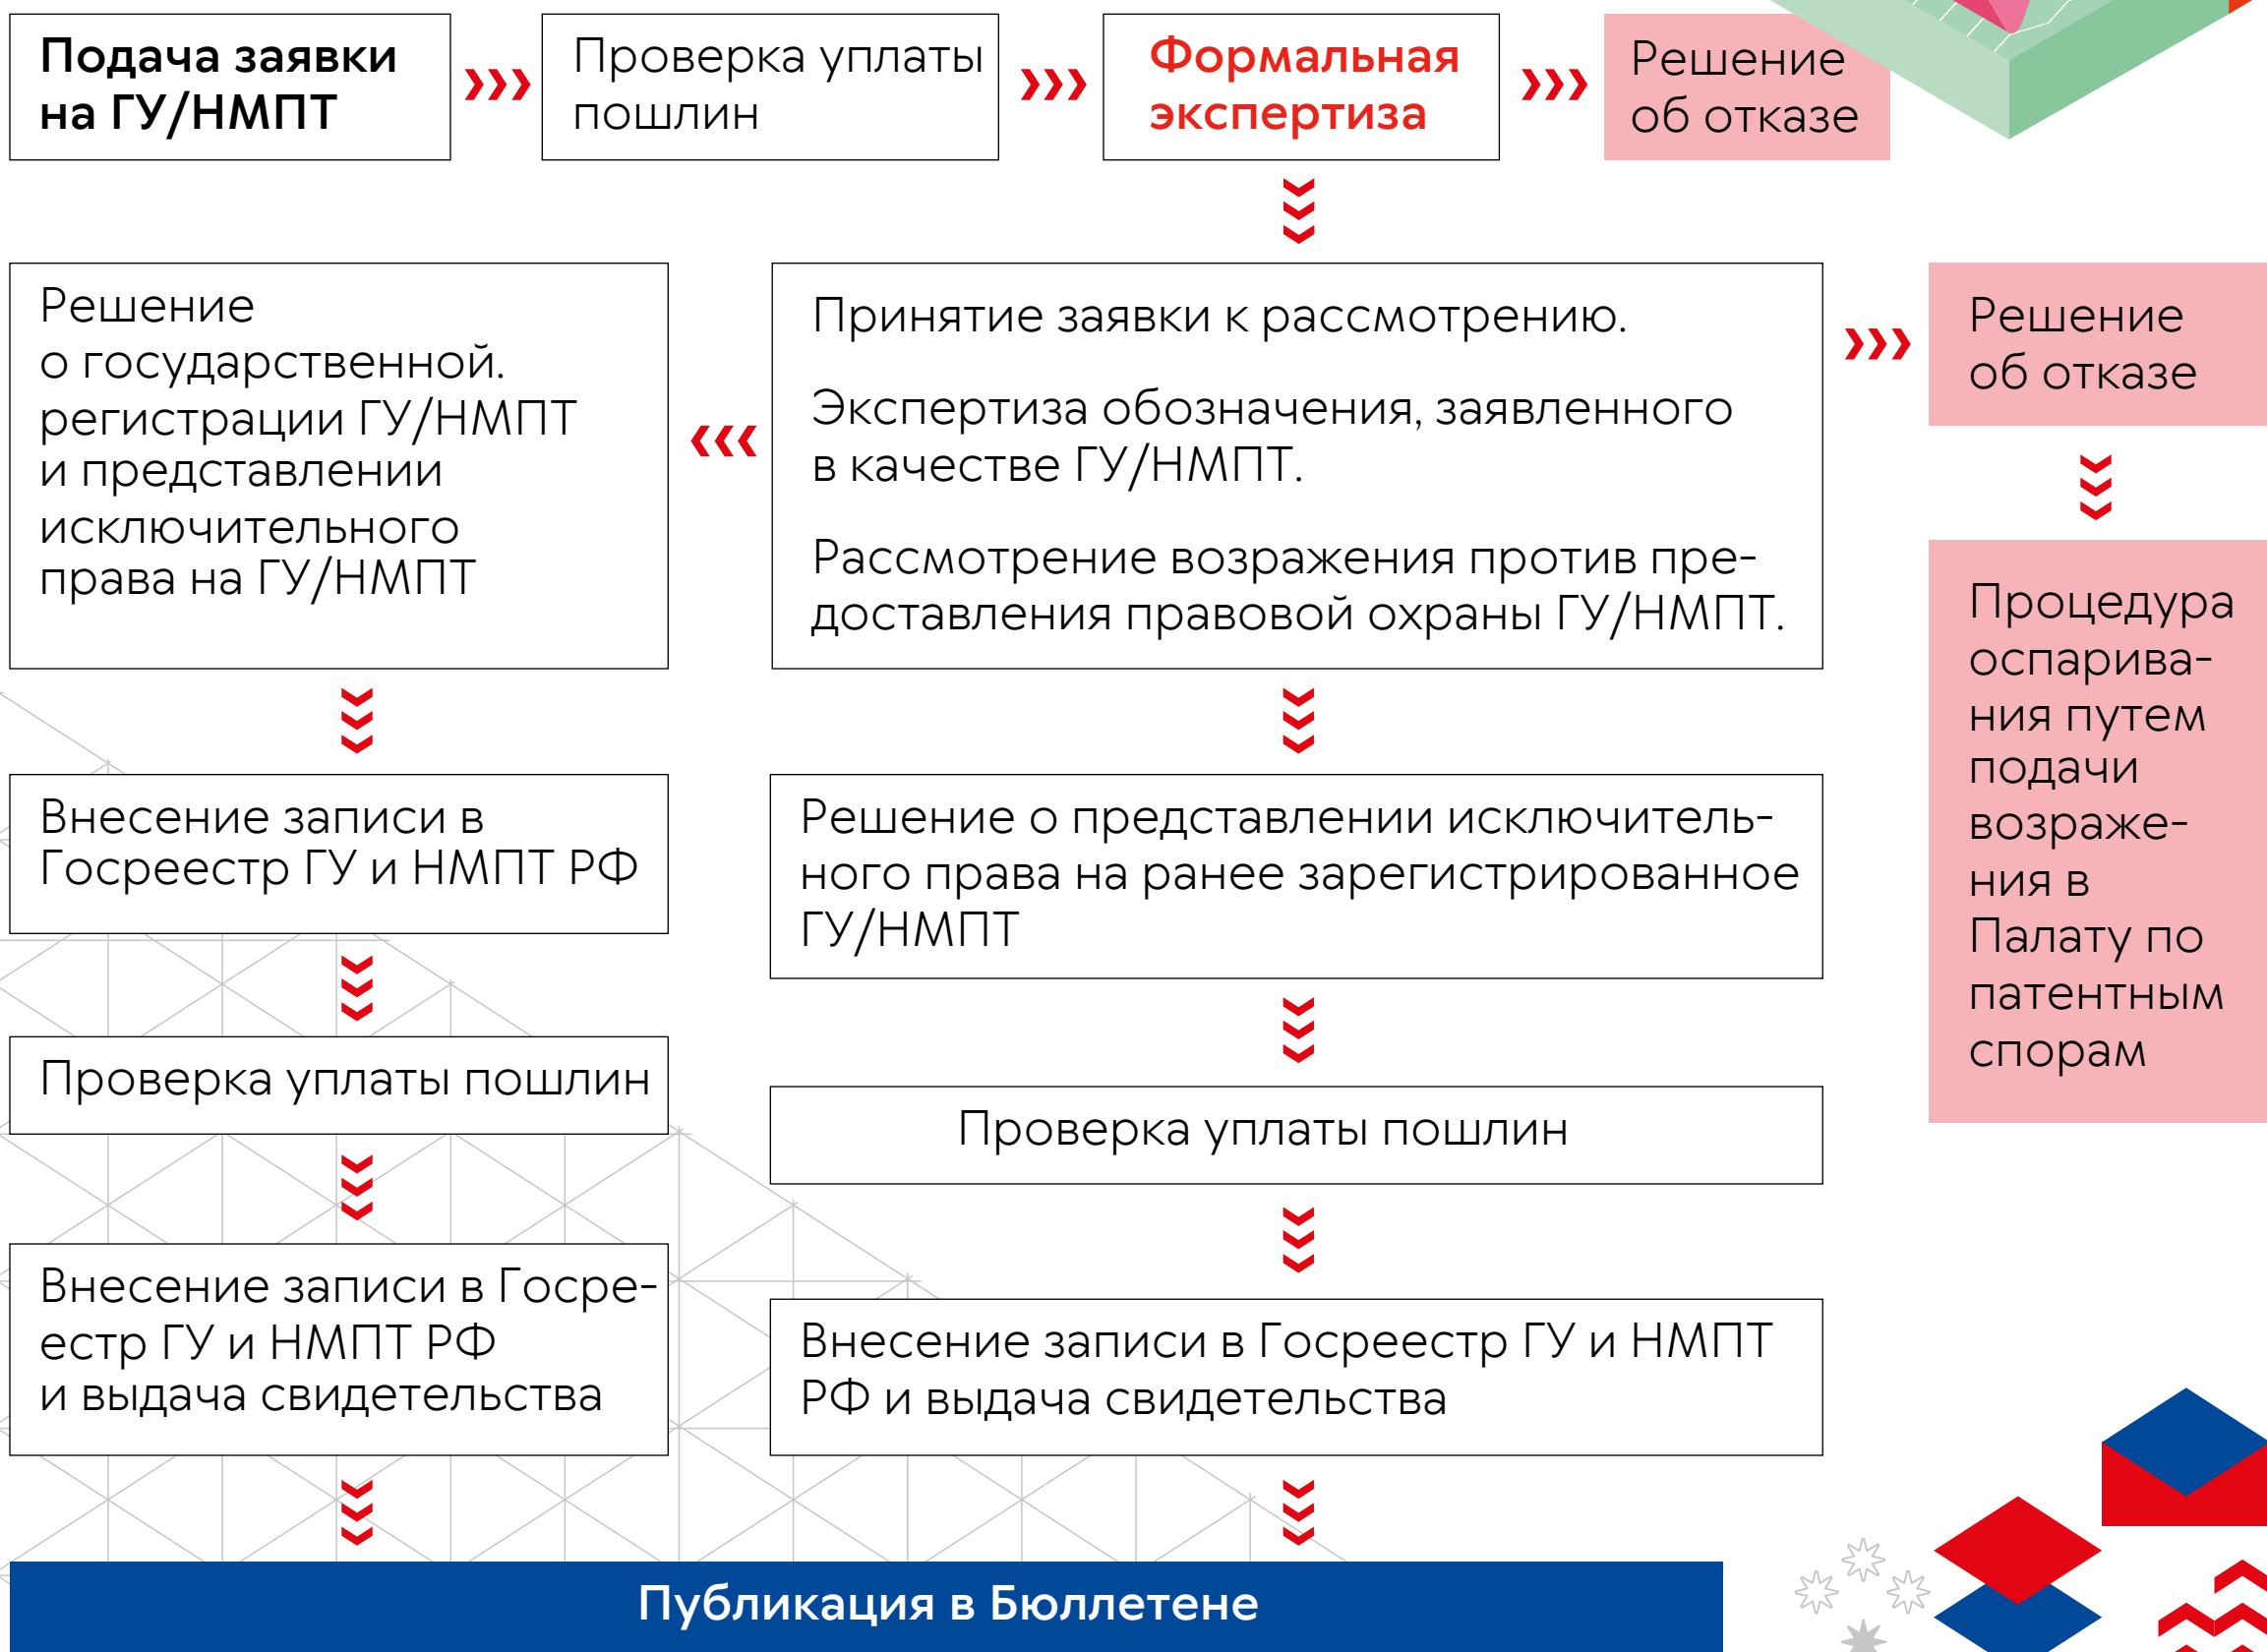 Подача заявки
на ГУ/НМПТ
Проверка уплаты
пошлин
Формальная
экспертиза
Решение
об отказе
Решение
о государственной.
регистрации ГУ/НМПТ
и представлении
исключительного
права на ГУ/НМПТ
Принятие заявки к рассмотрению.
Экспертиза обозначения, заявленного
в качестве ГУ/НМПТ.
Рассмотрение возражения против пре-
доставления правовой охраны ГУ/НМПТ.
Решение
об отказе
Процедура
оспарива-
ния путем
подачи
возраже-
ния в
Палату по
патентным
спорам
Внесение записи в
Госреестр ГУ и НМПТ РФ
Решение о представлении исключитель-
ного права на ранее зарегистрированное
ГУ/НМПТ
Проверка уплаты пошлин
Проверка уплаты пошлин
Внесение записи в Госре-
естр ГУ и НМПТ РФ
и выдача свидетельства
Внесение записи в Госреестр ГУ и НМПТ
РФ и выдача свидетельства
Публикация в Бюллетене